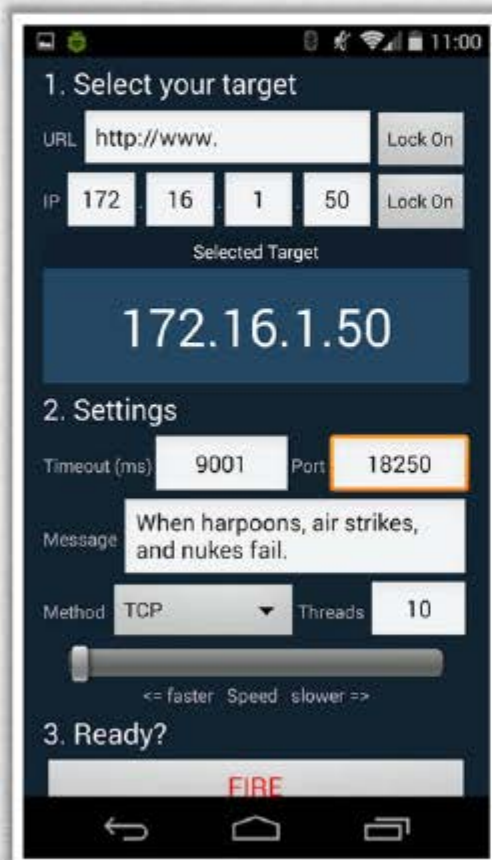 11:00
1. Select your target
URL http://www. Lock On
IP 172 . 16 . 1 . 50 Lock On
Selected Target
172.16.1.50
2. Settings
Timeout (ms) 9001 Port 18250
Message When harpoons, air strikes,
and nukes fail.
Method TCP Threads 10
<= faster Speed slower =>
3. Ready?
FIRE